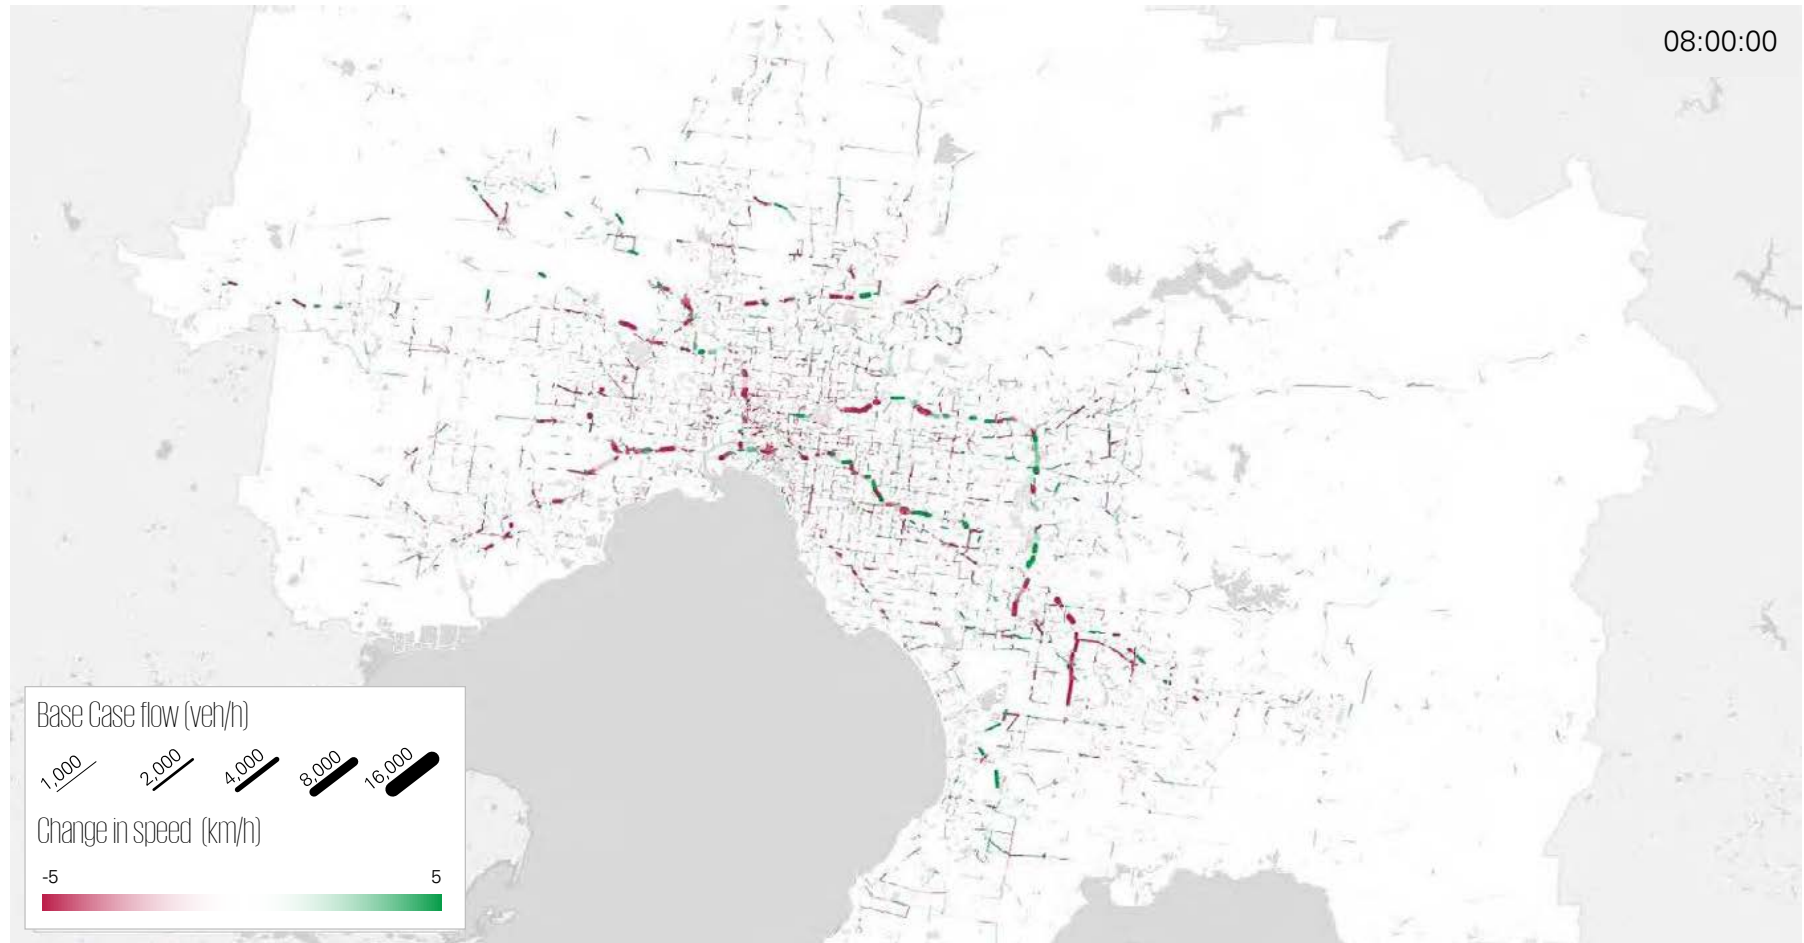 08:00:00
Base Case flow (veh/h)
1,000 2,000 4,000 8,000 16,000
Change in speed (km/h)
-5 5